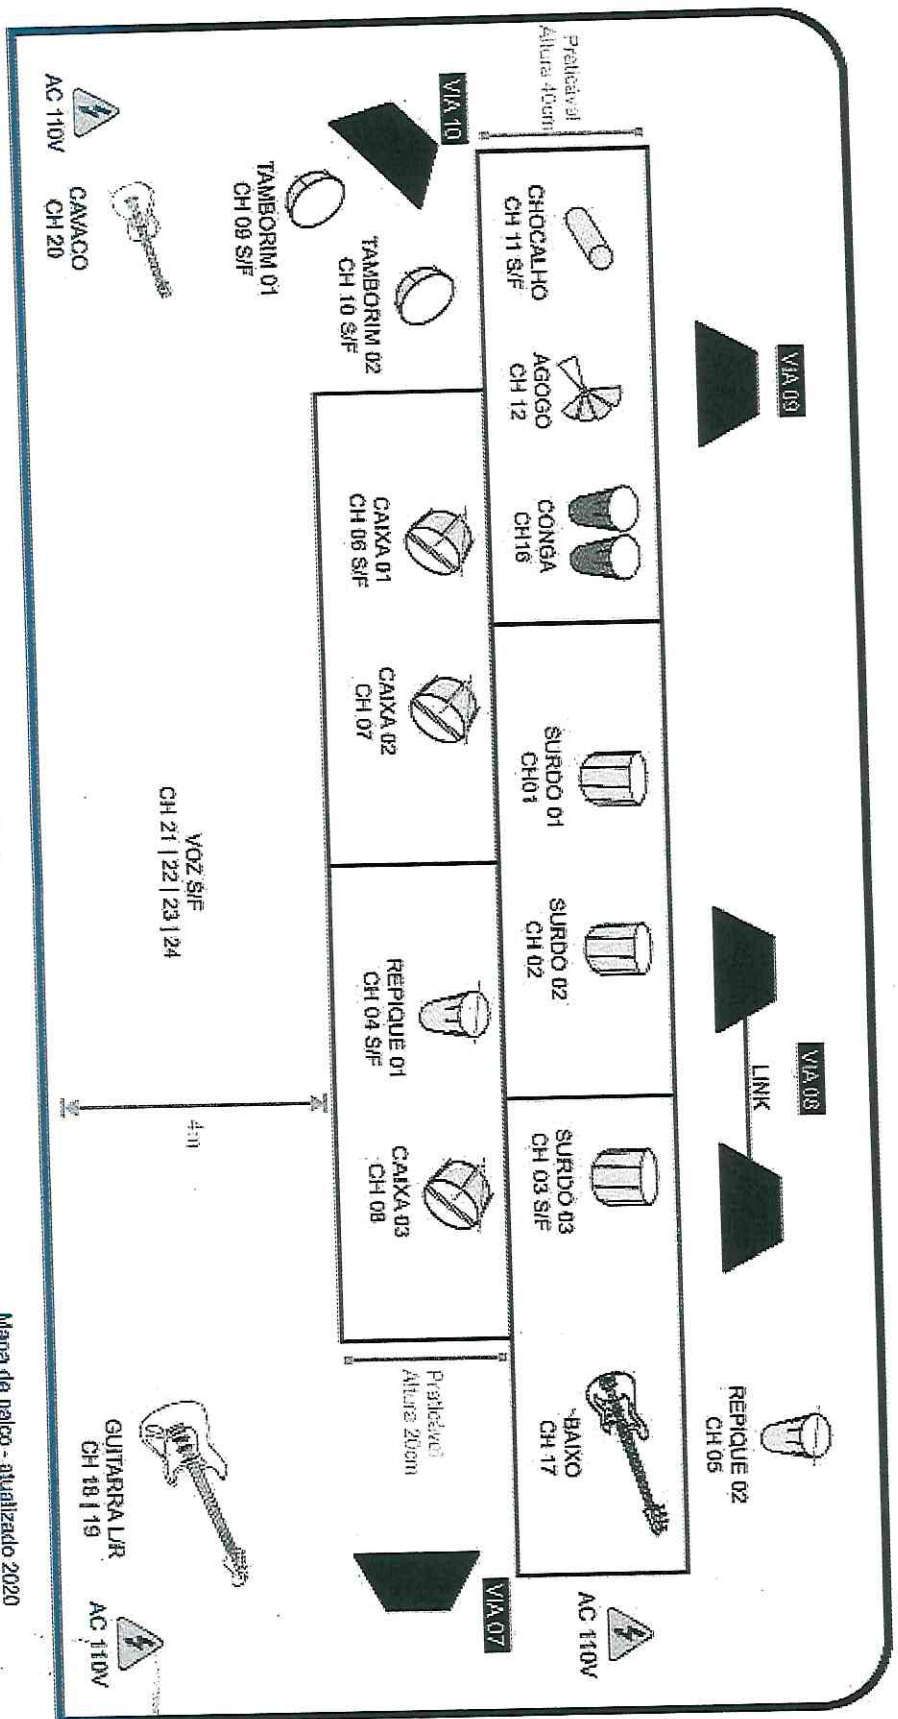 VIA 09
VIA 08
LINK
REPIQUE 02
CH 05
Praticável
Altura 40cm
CHOCALHO
CH 11 S/F
AGOGO
CH 12
CONGA
CH16
SURDO 01
CH01
SURDO 02
CH 02
SURDO 03
CH 03 S/F
BAIXO
CH 17
AC 110V
VIA 10
TAMBORIM 01
CH 09 S/F
TAMBORIM 02
CH 10 S/F
CAIXA 01
CH 06 S/F
CAIXA 02
CH 07
REPIQUE 01
CH 04 S/F
CAIXA 03
CH 08
Praticável
Altura 20cm
VIA 07
AC 110V
CAVACO
CH 20
VOZ S/F
CH 21 | 22 | 23 | 24
4m
GUITARRA L/R
CH 18 | 19
AC 110V
Mapa de palco - atualizado 2020